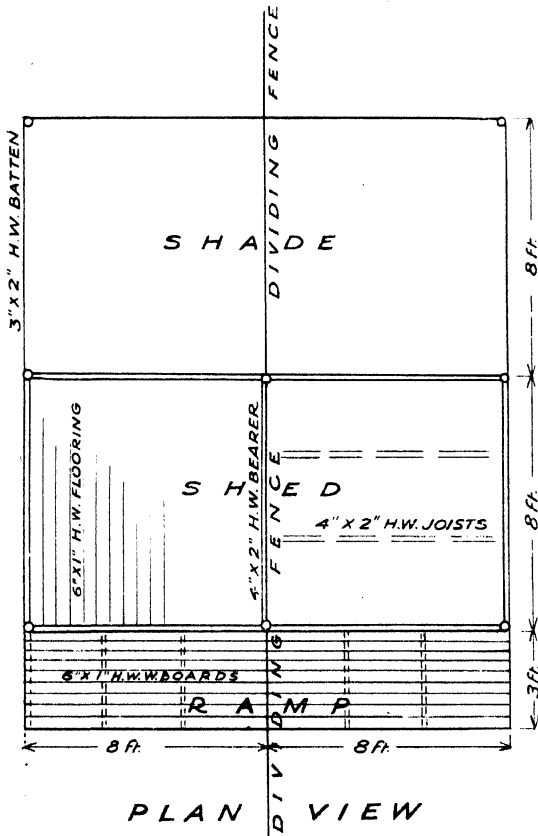 DIVIDING FENCE
3" X 2" H.W. BATTEN
SHADE
8 ft.
6" X 1" H.W. FLOORING
4" X 2" H.W. BEARER
SHED
4" X 2" H.W. JOISTS
8 ft.
DIVIDING FENCE
6" X 1" H.W.W. BOARDS
RAMP
3 ft.
8 ft.
8 ft.
PLAN VIEW